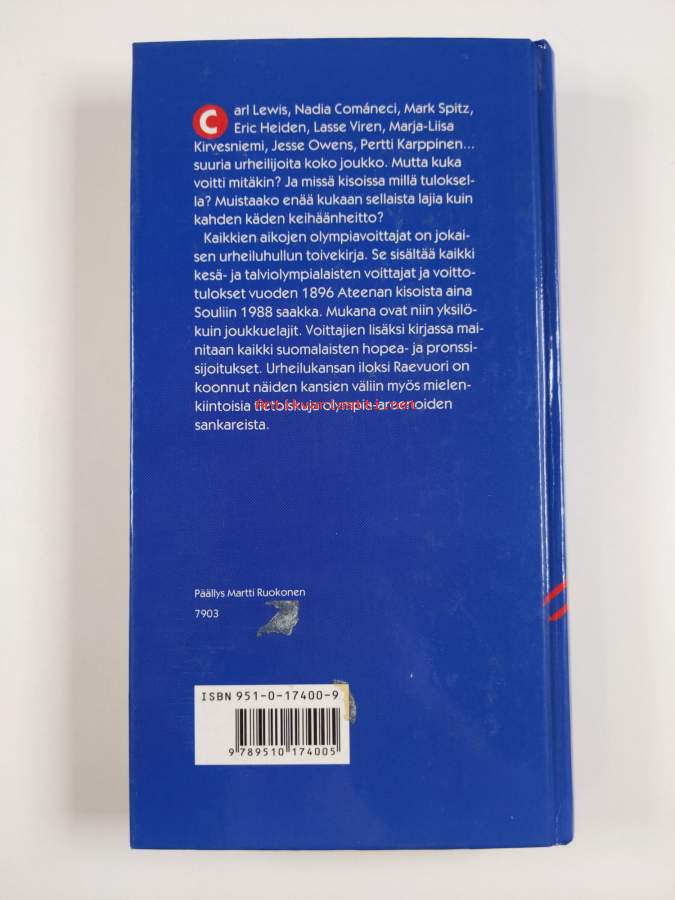 Carl Lewis, Nadia Cománeci, Mark Spitz,
Eric Heiden, Lasse Viren, Marja-Liisa
Kirvesniemi, Jesse Owens, Pertti Karppinen...
suuria urheilijoita koko joukko. Mutta kuka
voitti mitäkin? Ja missä kisoissa millä tuloksel-
la? Muistaako enää kukaan sellaista lajia kuin
kahden käden keihäänheitto?
Kaikkien aikojen olympiavoittajat on jokai-
sen urheiluhullun toivekirja. Se sisältää kaikki
kesä- ja talviolympialaisten voittajat ja voitto-
tulokset vuoden 1896 Ateenan kisoista aina
Souliin 1988 saakka. Mukana ovat niin yksilö-
kuin joukkuelajit. Voittajien lisäksi kirjassa mai-
nitaan kaikki suomalaisten hopea- ja pronssi-
sijoitukset. Urheilukansan iloksi Raevuori on
koonnut näiden kansien väliin myös mielen-
kiintoisia tietoiskuja olympia-areenoiden
sankareista.
Päällys Martti Ruokonen
7903
ISBN 951-0-17400-9
9 789510 174005